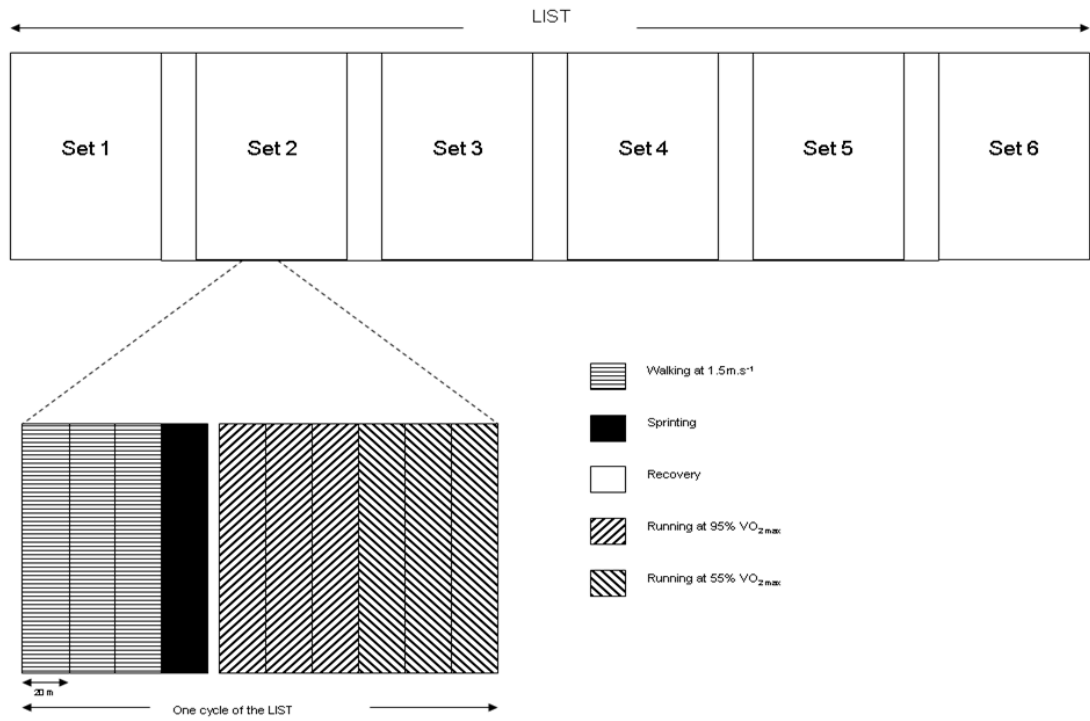 LIST
Set 1 Set 2 Set 3 Set 4 Set 5 Set 6
Walking at 1.5m.s⁻¹
Sprinting
Recovery
Running at 95% VO₂max
Running at 55% VO₂max
20 m
One cycle of the LIST